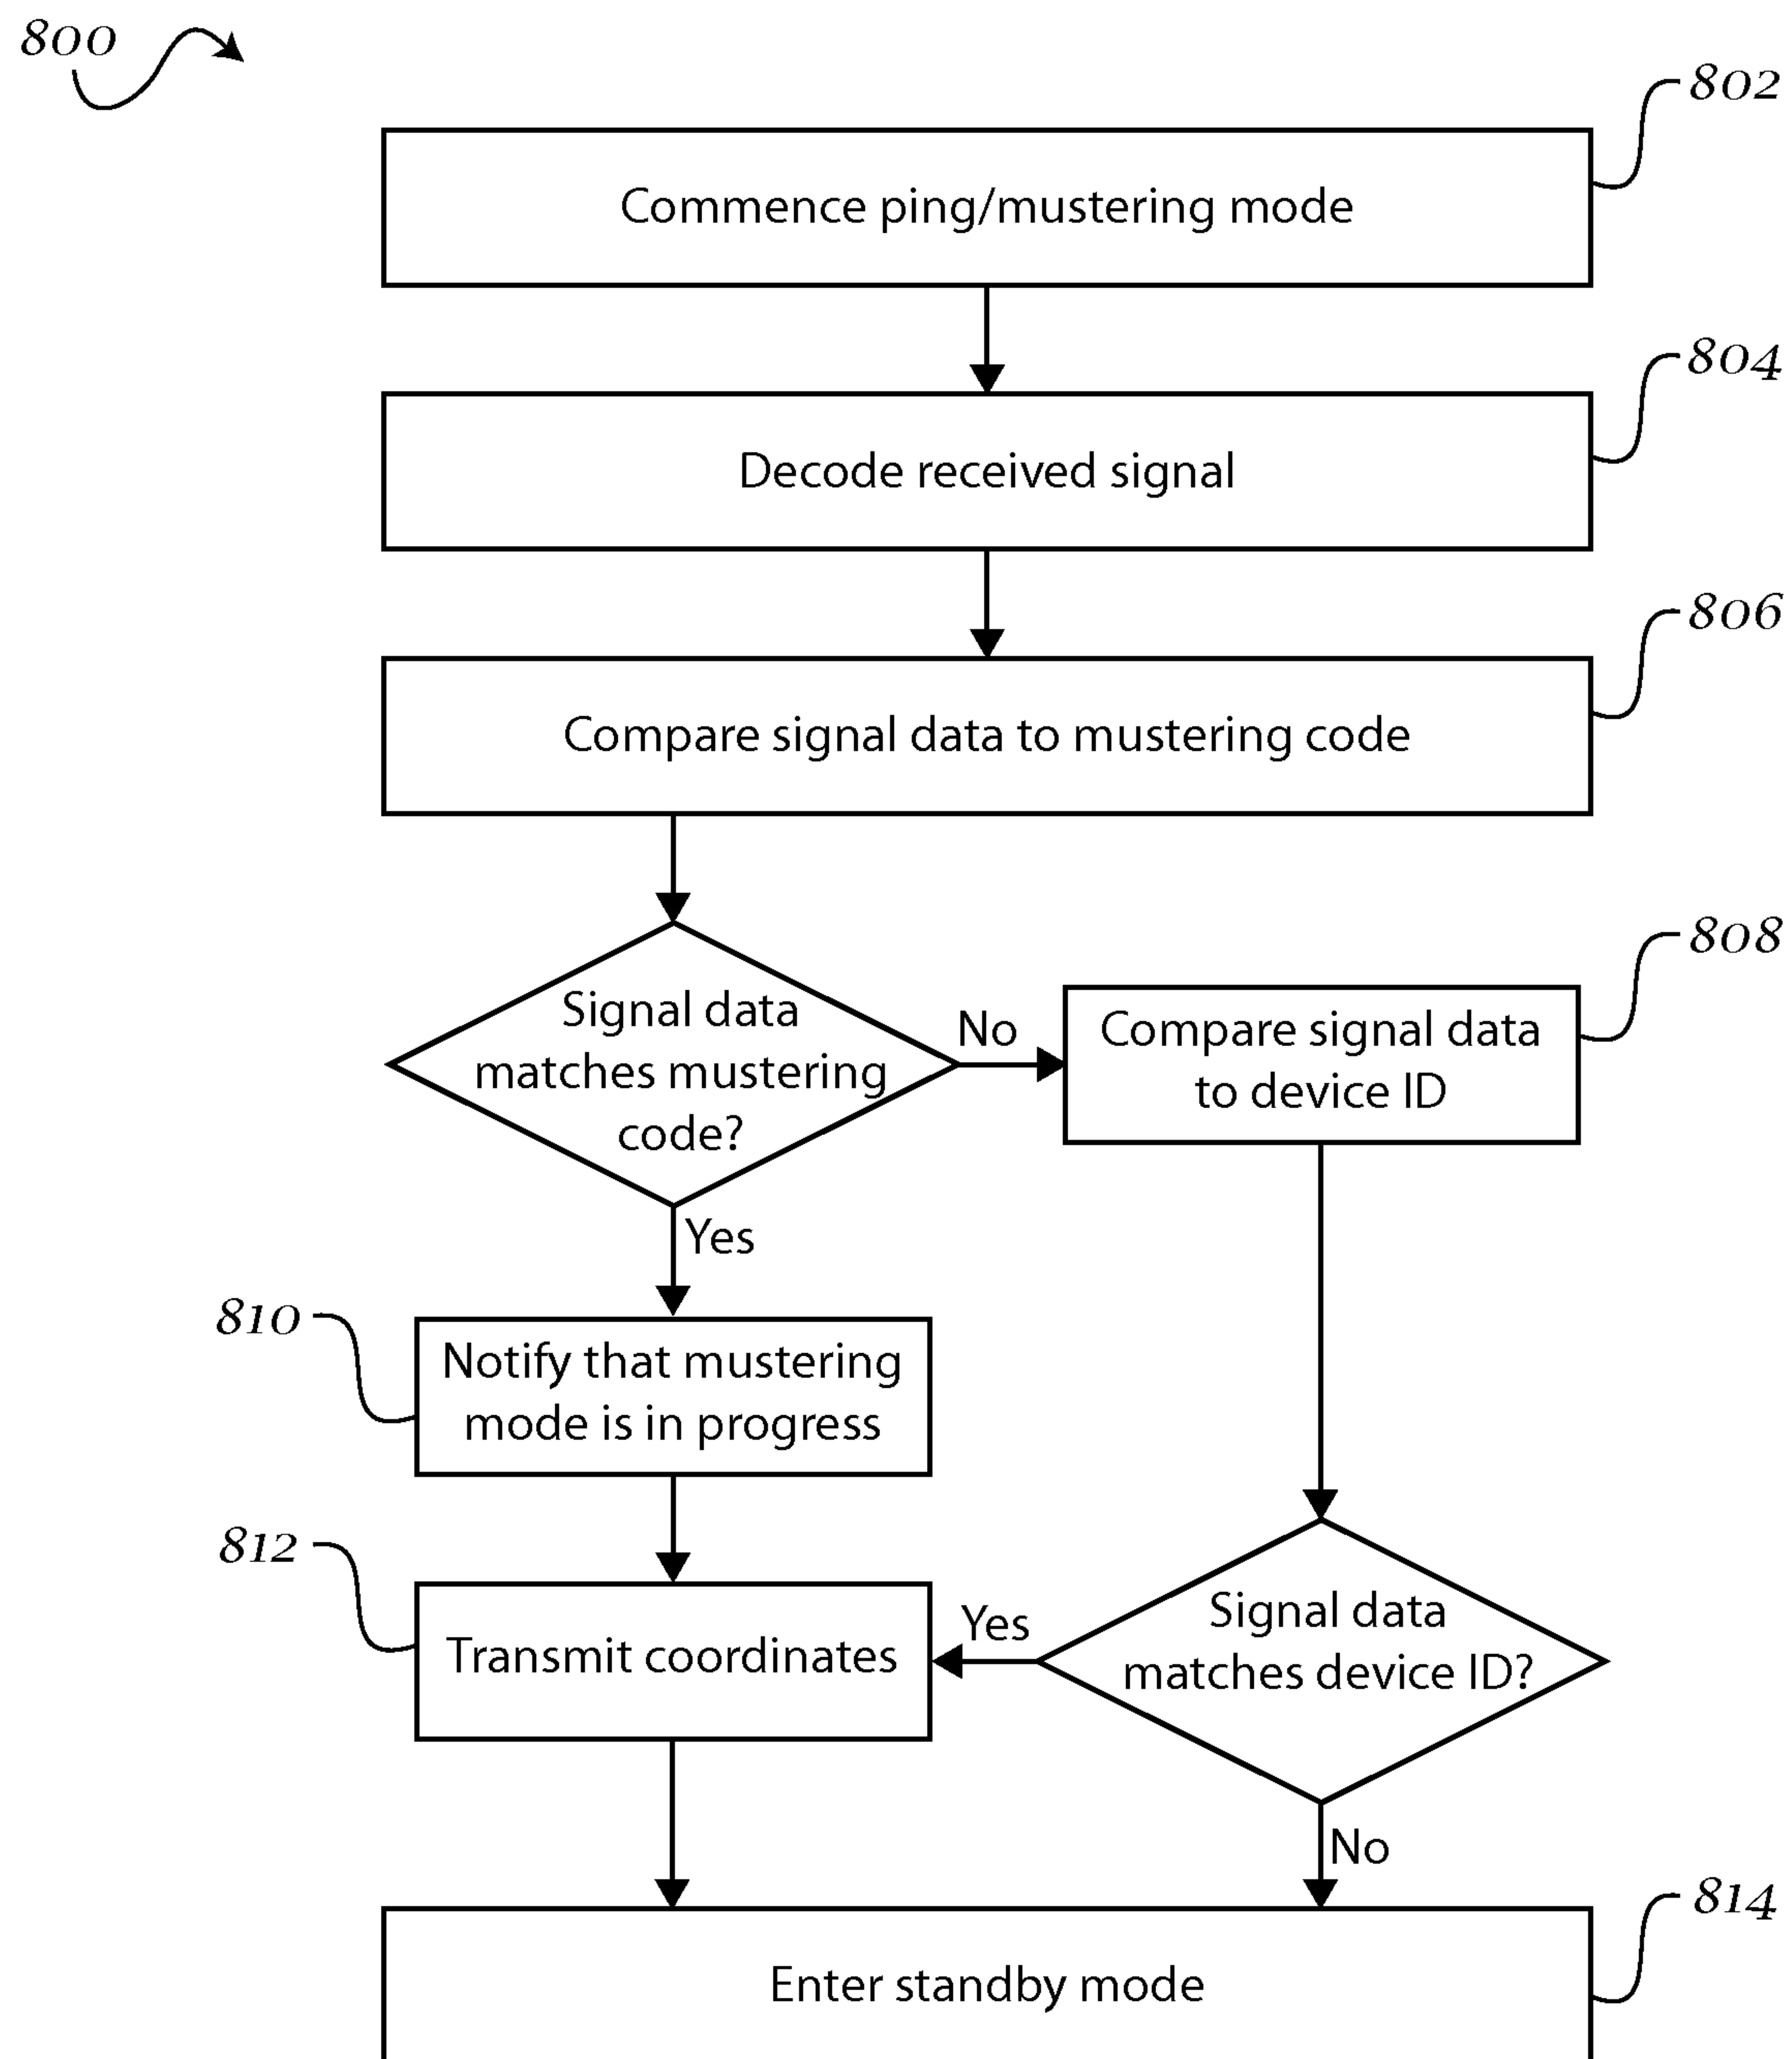 800
802
Commence ping/mustering mode
804
Decode received signal
806
Compare signal data to mustering code
808
Signal data
matches mustering
code?
No
Compare signal data
to device ID
Yes
810
Notify that mustering
mode is in progress
812
Transmit coordinates
Yes
Signal data
matches device ID?
No
814
Enter standby mode